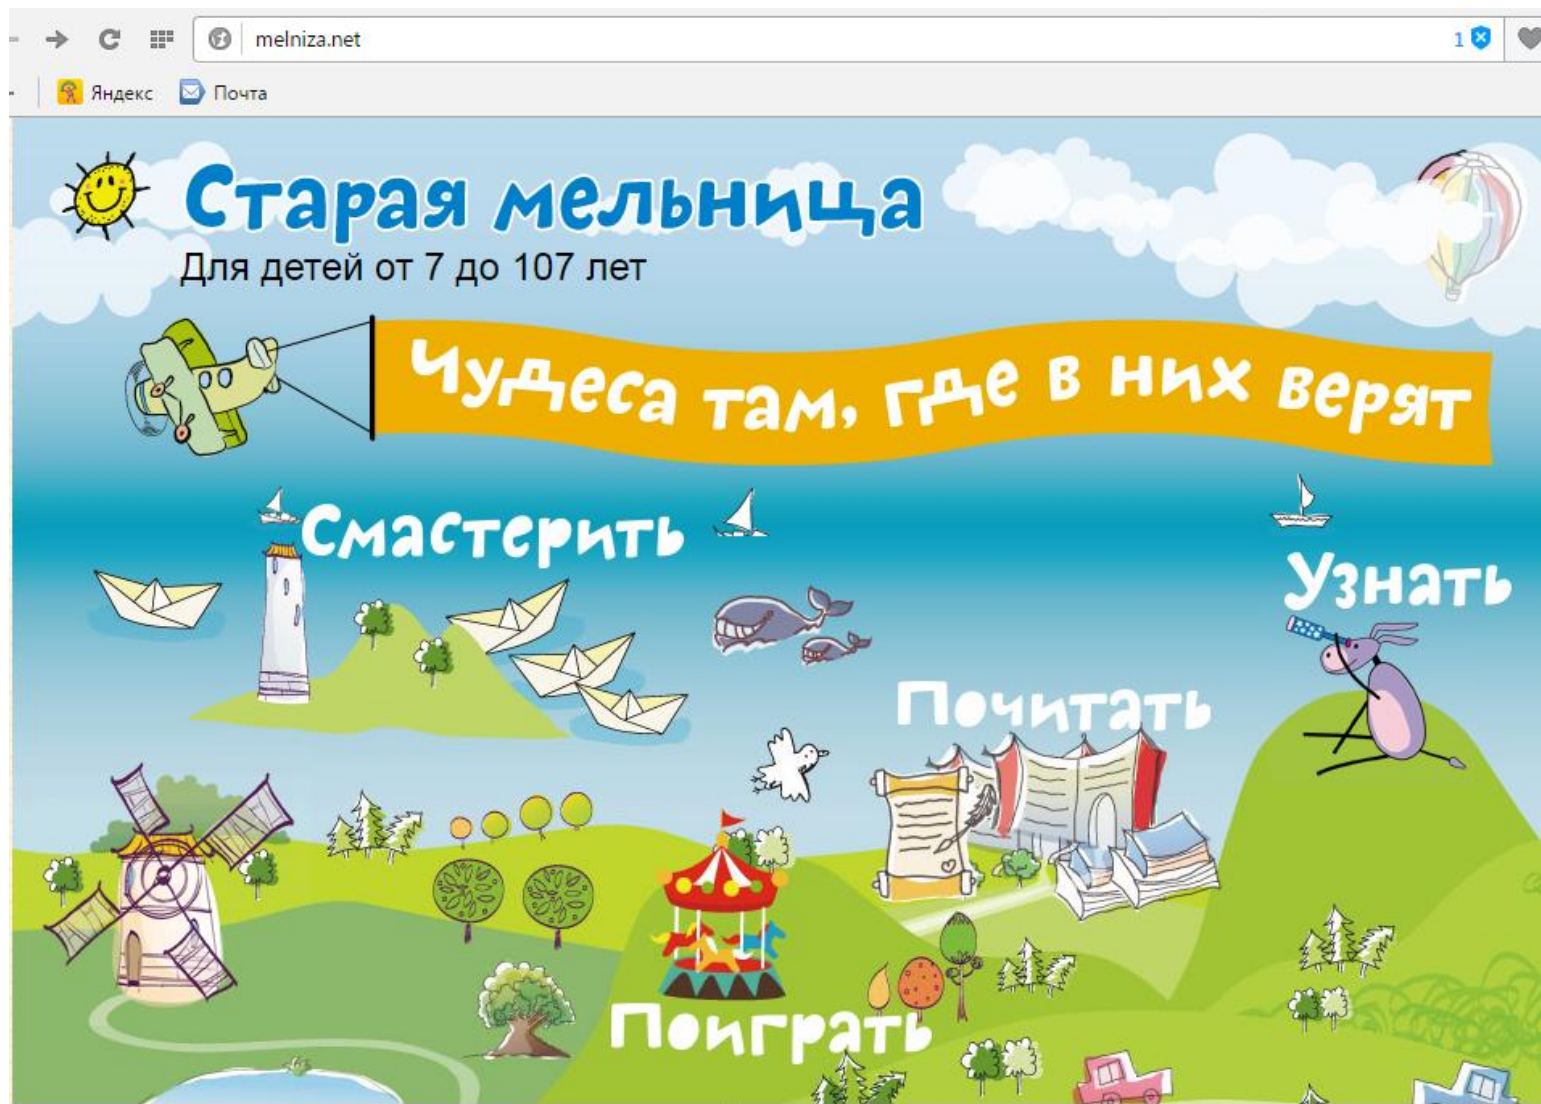 melniza.net
1
Яндекс
Почта
Старая мельница
Для детей от 7 до 107 лет
Чудеса там, где в них верят
Смастерить
Узнать
Почитать
Поиграть